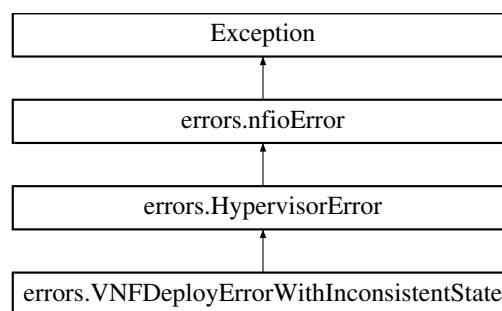 Exception
errors.nfioError
errors.HypervisorError
errors.VNFDeployErrorWithInconsistentState